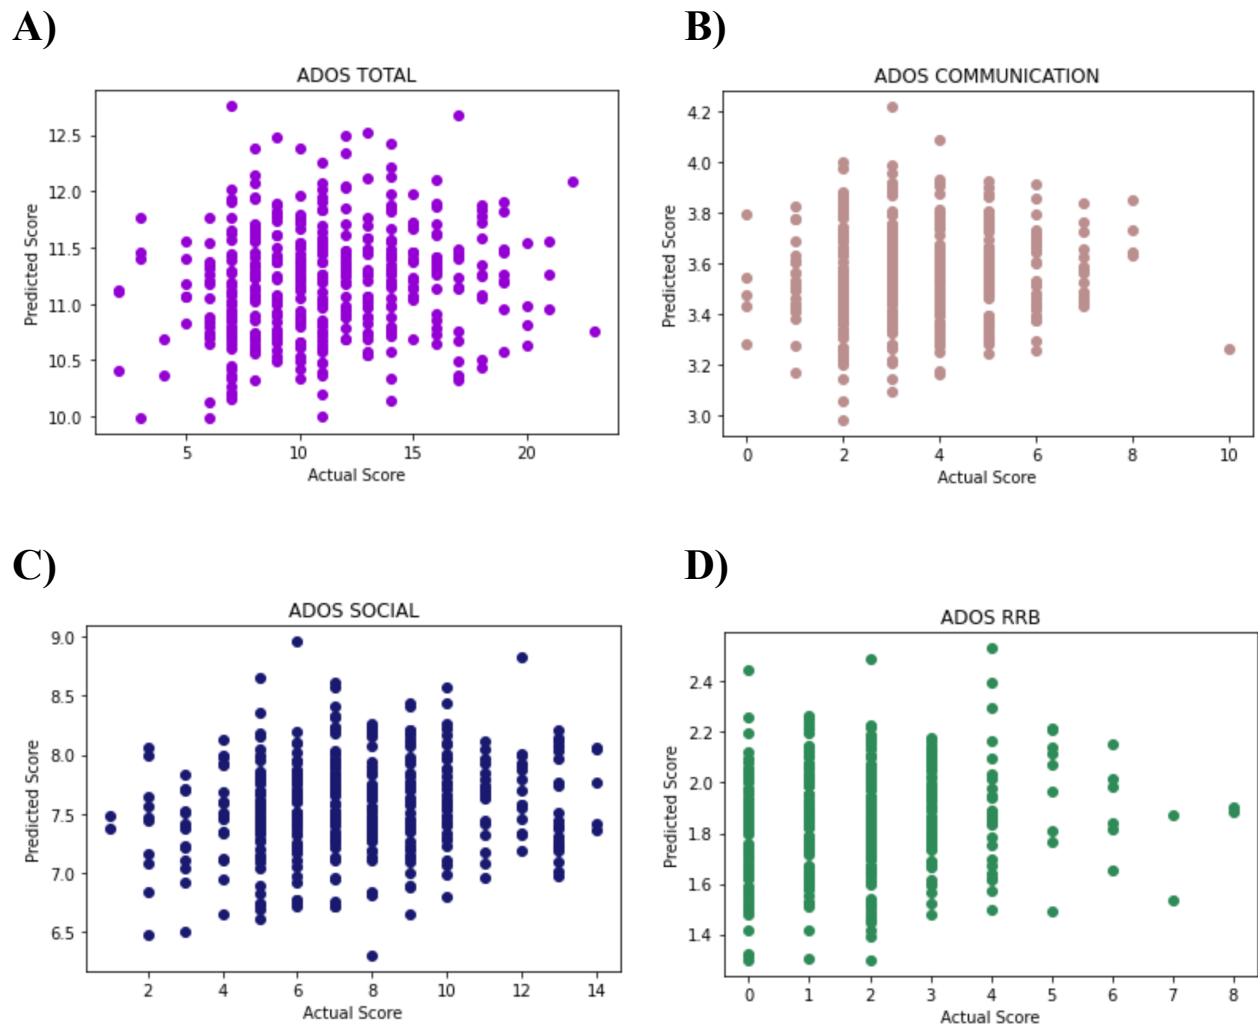 A)
B)
ADOS TOTAL
12.5
12.0
11.5
11.0
10.5
10.0
Predicted Score
5 10 15 20
Actual Score
ADOS COMMUNICATION
4.2
4.0
3.8
3.6
3.4
3.2
3.0
Predicted Score
0 2 4 6 8 10
Actual Score
C)
D)
ADOS SOCIAL
9.0
8.5
8.0
7.5
7.0
6.5
Predicted Score
2 4 6 8 10 12 14
Actual Score
ADOS RRB
2.4
2.2
2.0
1.8
1.6
1.4
Predicted Score
0 1 2 3 4 5 6 7 8
Actual Score